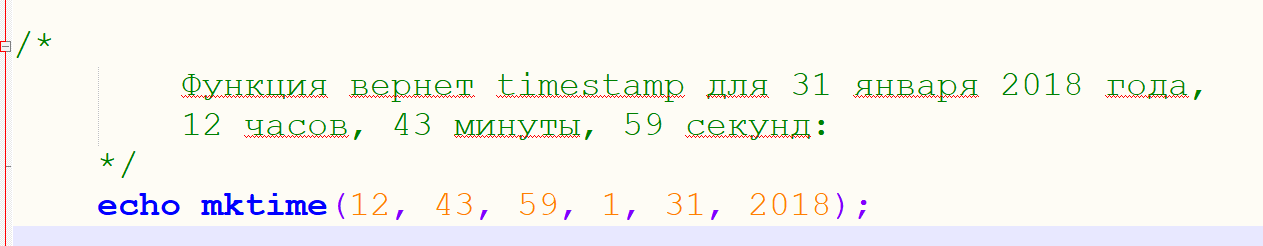 /*
Функция вернет timestamp для 31 января 2018 года,
12 часов, 43 минуты, 59 секунд:
*/
echo mktime(12, 43, 59, 1, 31, 2018);